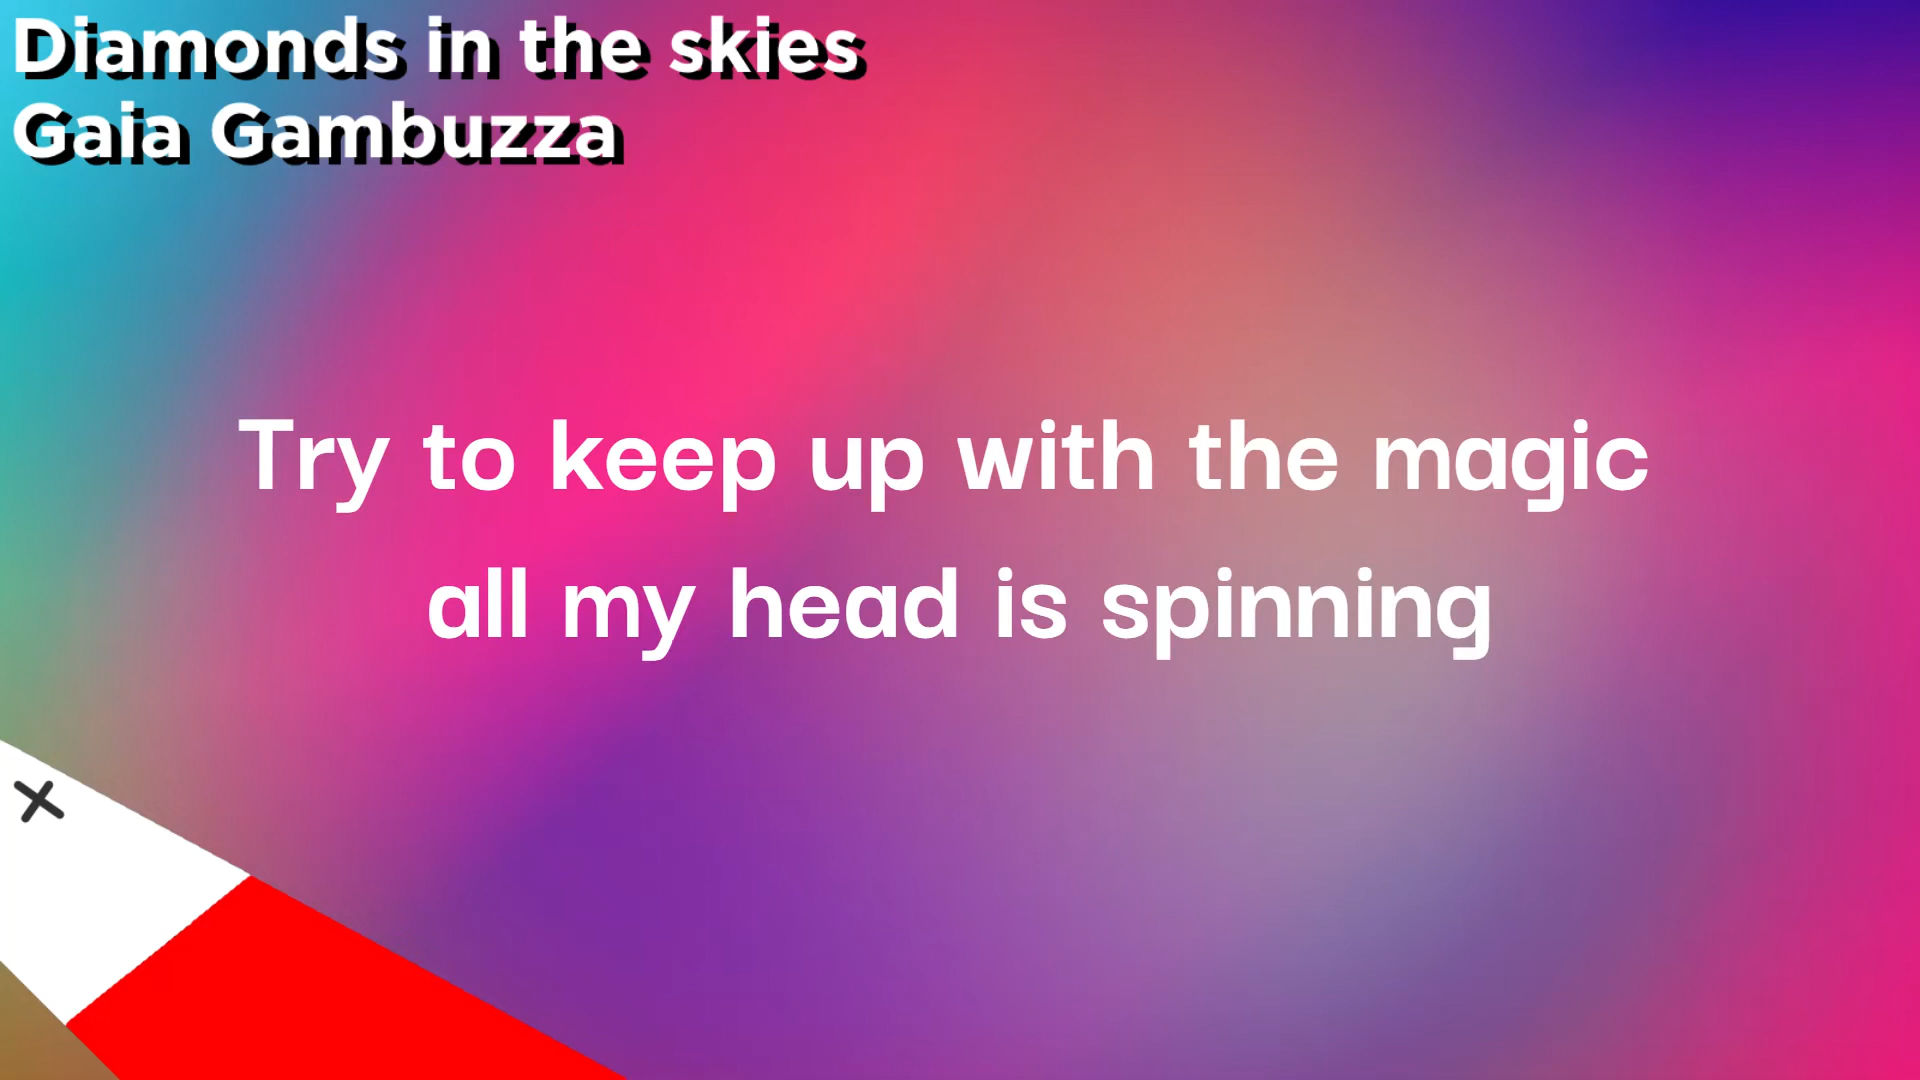 Diamonds in the skies
Gaia Gambuzza
Try to keep up with the magic
all my head is spinning